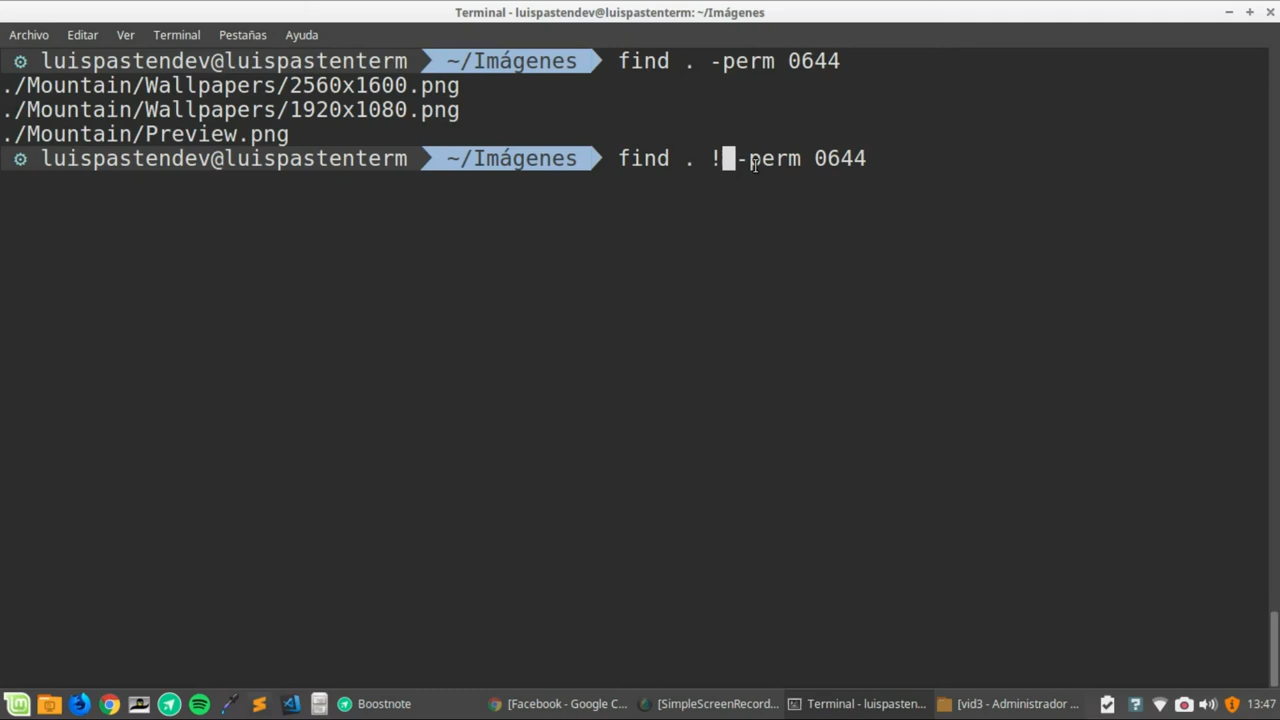 Terminal - luispastendev@luispastenterm: ~/Imágenes
Archivo Editar Ver Terminal Pestañas Ayuda
luispastendev@luispastenterm ~/Imágenes find . -perm 0644
./Mountain/Wallpapers/2560x1600.png
./Mountain/Wallpapers/1920x1080.png
./Mountain/Preview.png
luispastendev@luispastenterm ~/Imágenes find . ! -perm 0644
Boostnote [Facebook - Google C... [SimpleScreenRecord... Terminal - luispasten... [vid3 - Administrador ... 13:47